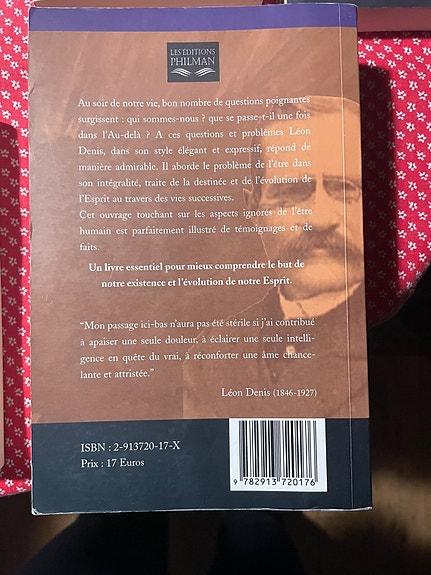 LES ÉDITIONS
PHILMAN
Au soir de notre vie, bon nombre de questions poignantes
surgissent : qui sommes-nous ? que se passe-t-il une fois
dans l'Au-delà ? A ces questions et problèmes Léon
Denis, dans son style élégant et expressif, répond de
manière admirable. Il aborde le problème de l'être dans
son intégralité, traite de la destinée et de l'évolution de
l'Esprit au travers des vies successives.
Cet ouvrage touchant sur les aspects ignorés de l'être
humain est parfaitement illustré de témoignages et de
faits.
Un livre essentiel pour mieux comprendre le but de
notre existence et l'évolution de notre Esprit.
“Mon passage ici-bas n'aura pas été stérile si j'ai contribué
à apaiser une seule douleur, à éclairer une seule intelli-
gence en quête du vrai, à réconforter une âme chance-
lante et attristée.”
Léon Denis (1846-1927)
ISBN : 2-913720-17-X
Prix : 17 Euros
9 782913 720176